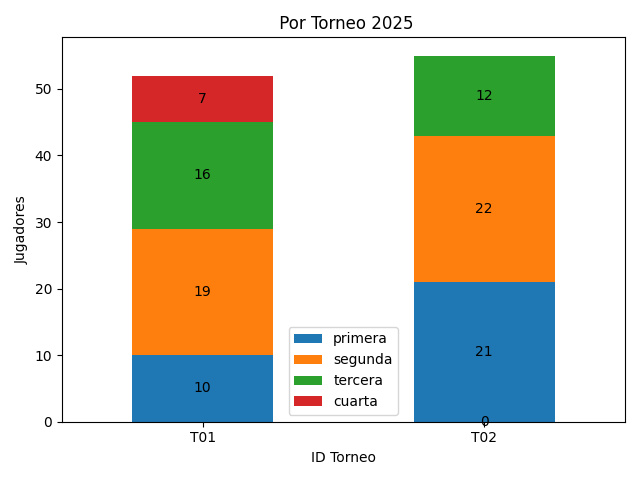 Por Torneo 2025
Jugadores
50
40
30
20
10
0
7
16
19
10
12
22
21
0
primera
segunda
tercera
cuarta
T01
T02
ID Torneo